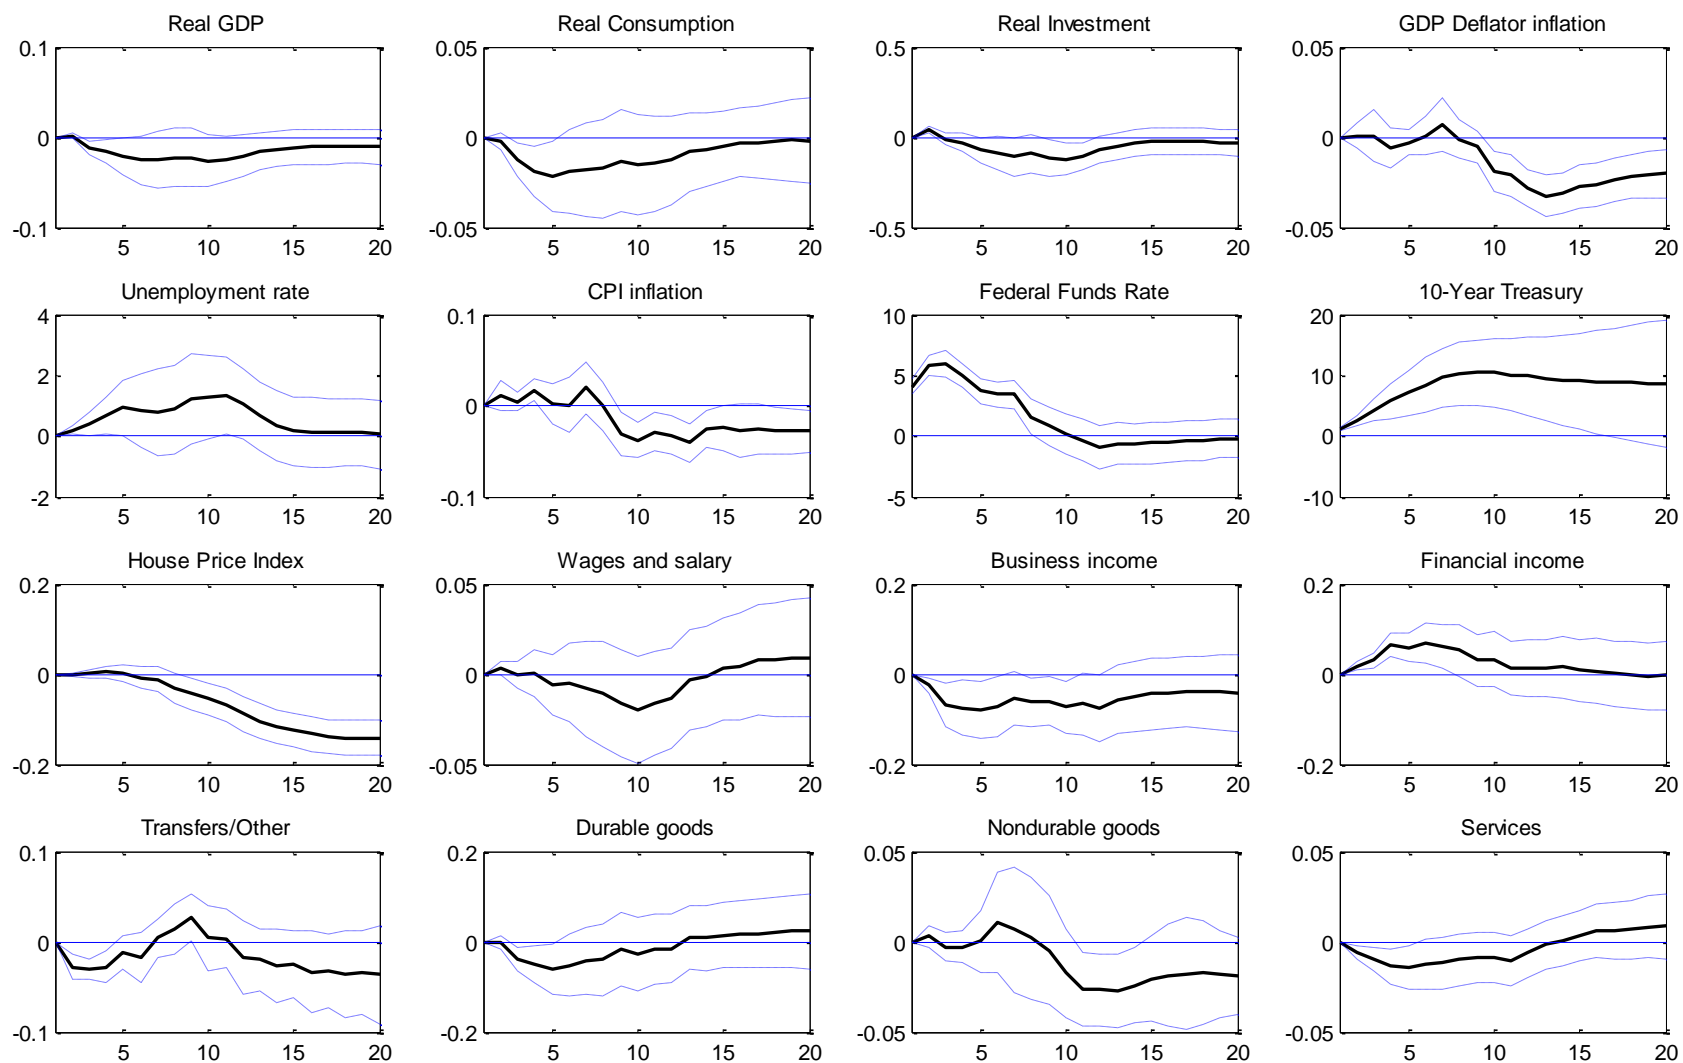 Real GDP
0.1
0
-0.1
5 10 15 20
Real Consumption
0.05
0
-0.05
5 10 15 20
Real Investment
0.5
0
-0.5
5 10 15 20
GDP Deflator inflation
0.05
0
-0.05
5 10 15 20
Unemployment rate
4
2
0
-2
5 10 15 20
CPI inflation
0.1
0
-0.1
5 10 15 20
Federal Funds Rate
10
5
0
-5
5 10 15 20
10-Year Treasury
20
10
0
-10
5 10 15 20
House Price Index
0.2
0
-0.2
5 10 15 20
Wages and salary
0.05
0
-0.05
5 10 15 20
Business income
0.2
0
-0.2
5 10 15 20
Financial income
0.2
0
-0.2
5 10 15 20
Transfers/Other
0.1
0
-0.1
5 10 15 20
Durable goods
0.2
0
-0.2
5 10 15 20
Nondurable goods
0.05
0
-0.05
5 10 15 20
Services
0.05
0
-0.05
5 10 15 20